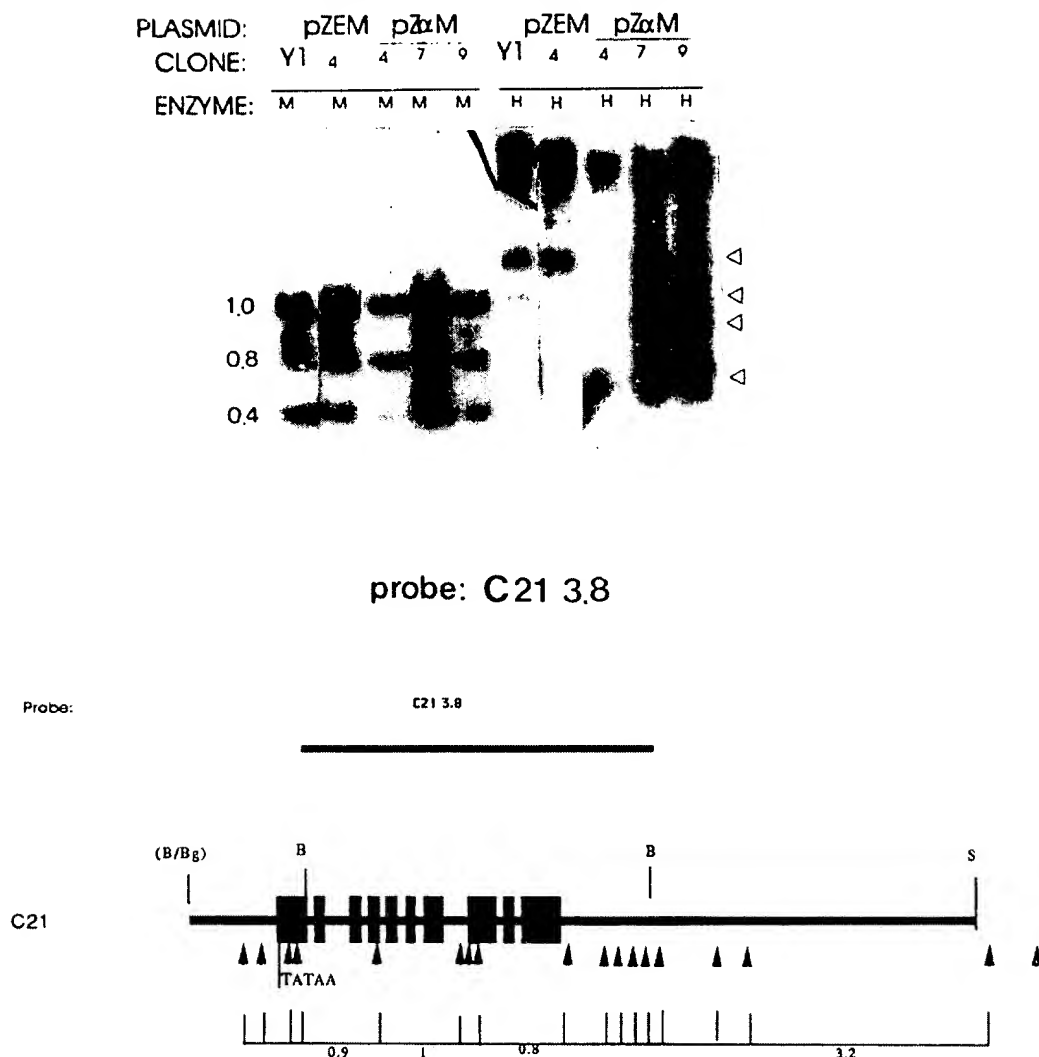 PLASMID: pZEM pZαM pZEM pZαM
CLONE: Y1 4 4 7 9 Y1 4 4 7 9
ENZYME: M M M M M H H H H H
1.0
0.8
0.4
probe: C21 3.8
Probe: C21 3.8
(B/Bg) B B S
C21
TATAA
0.9 1 0.8 3.2